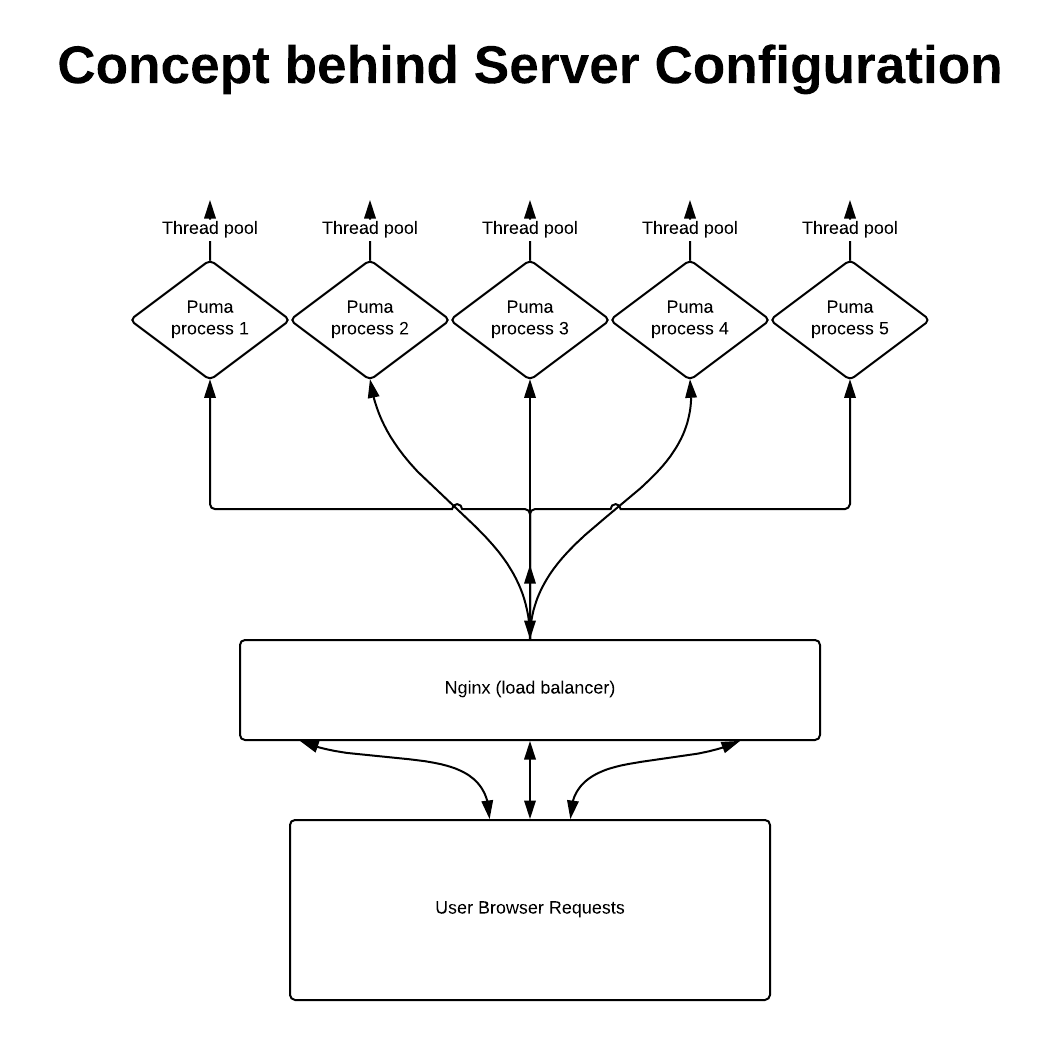 Concept behind Server Configuration
Thread pool
Thread pool
Thread pool
Thread pool
Thread pool
Puma
process 1
Puma
process 2
Puma
process 3
Puma
process 4
Puma
process 5
Nginx (load balancer)
User Browser Requests